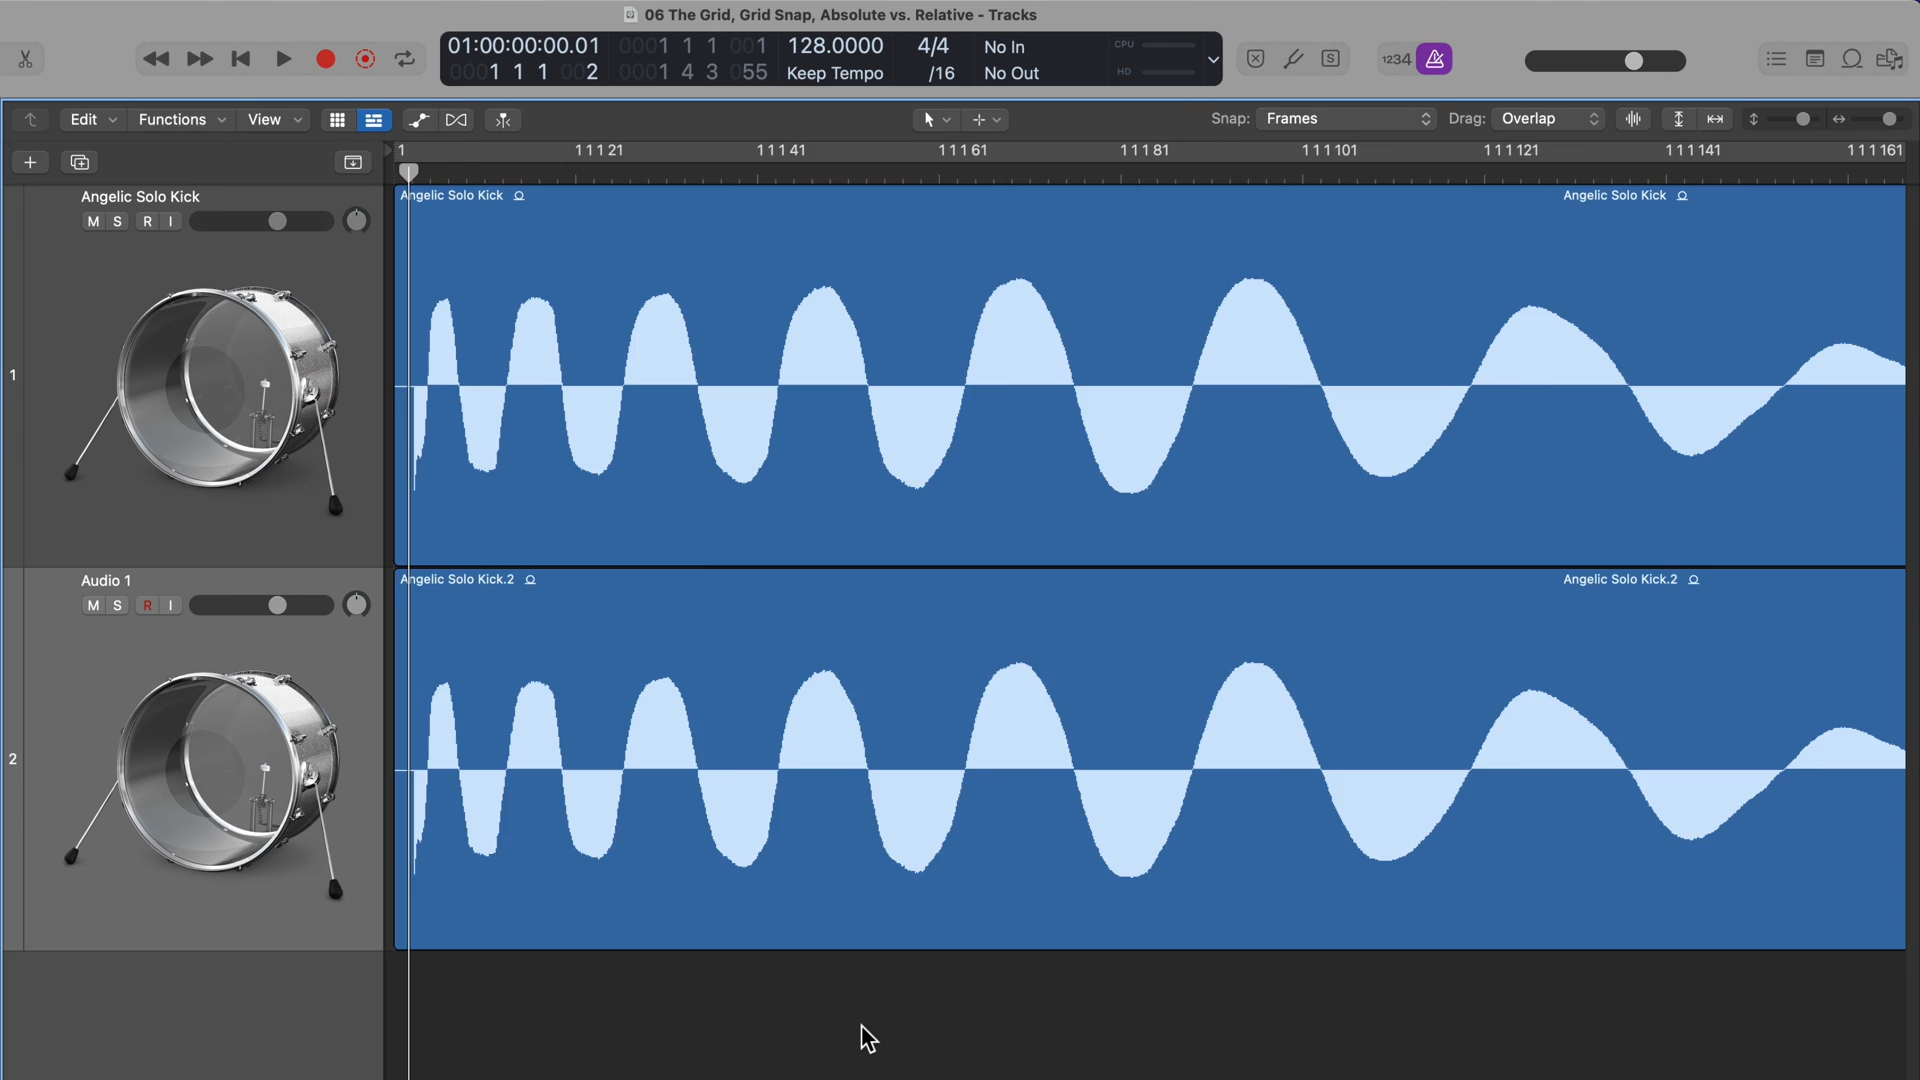 06 The Grid, Grid Snap, Absolute vs. Relative - Tracks
01:00:00:00.01 0001 1 1 001 128.0000 4/4 No In CPU
0001 1 1 002 0001 4 3 055 Keep Tempo /16 No Out HD
S 1234
Edit Functions View Snap: Frames Drag: Overlap
1 1 1 1 21 1 1 1 41 1 1 1 61 1 1 1 81 1 1 1 101 1 1 1 121 1 1 1 141 1 1 1 161
Angelic Solo Kick
M S R I
1
Angelic Solo Kick Angelic Solo Kick
Audio 1
M S R I
2
Angelic Solo Kick.2 Angelic Solo Kick.2